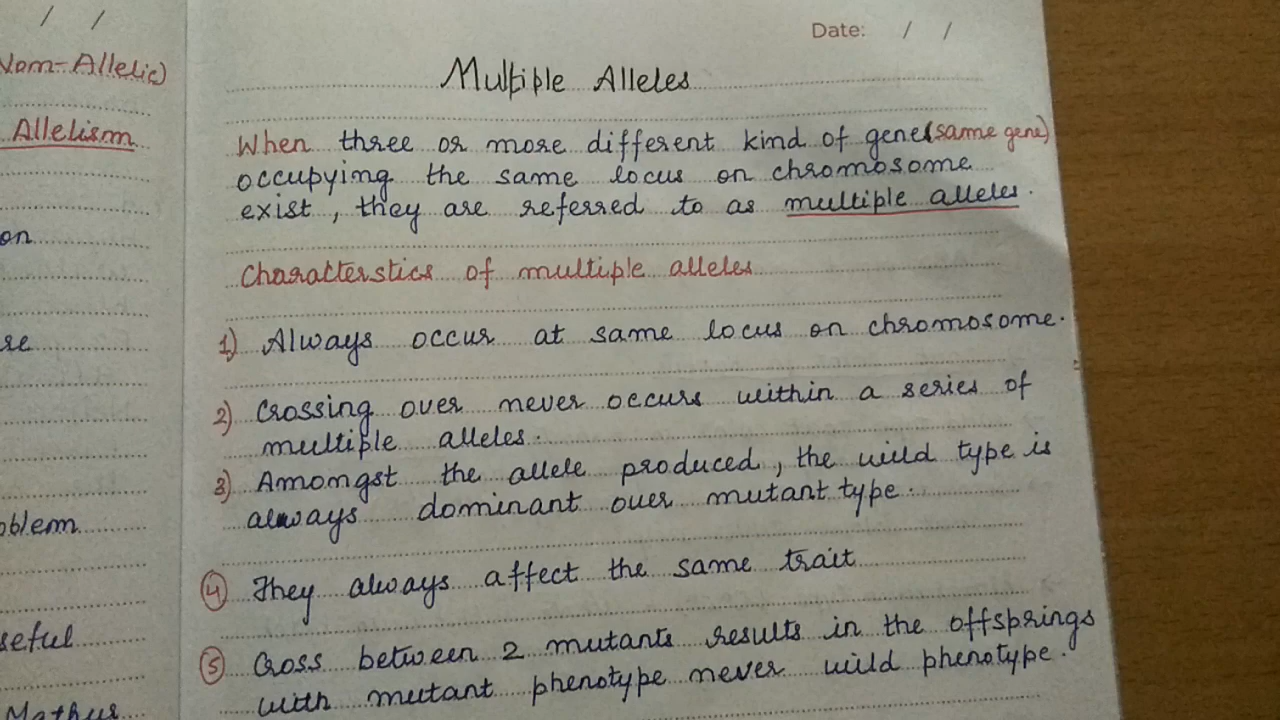 / /
Nom-Allelic)
Allelism
on
re
oblem
seful
Mathur
Date: / /
Multiple Alleles
When three or more different kind of gene(same gene)
occupying the same locus on chromosome
exist, they are referred to as multiple alleles.
Charactterstics of multiple alleles
1) Always occur at same locus on chromosome.
2) Crossing over never occurs within a series of
multiple alleles.
3) Amongst the allele produced, the wild type is
always dominant over mutant type.
4 They always affect the same trait
5 Cross between 2 mutants results in the offsprings
with mutant phenotype never wild phenotype.